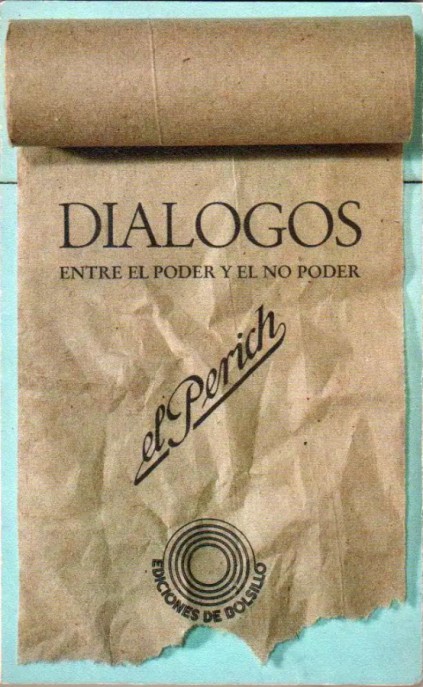 DIALOGOS
ENTRE EL PODER Y EL NO PODER
el Perich
EDICIONES DE BOLSILLO